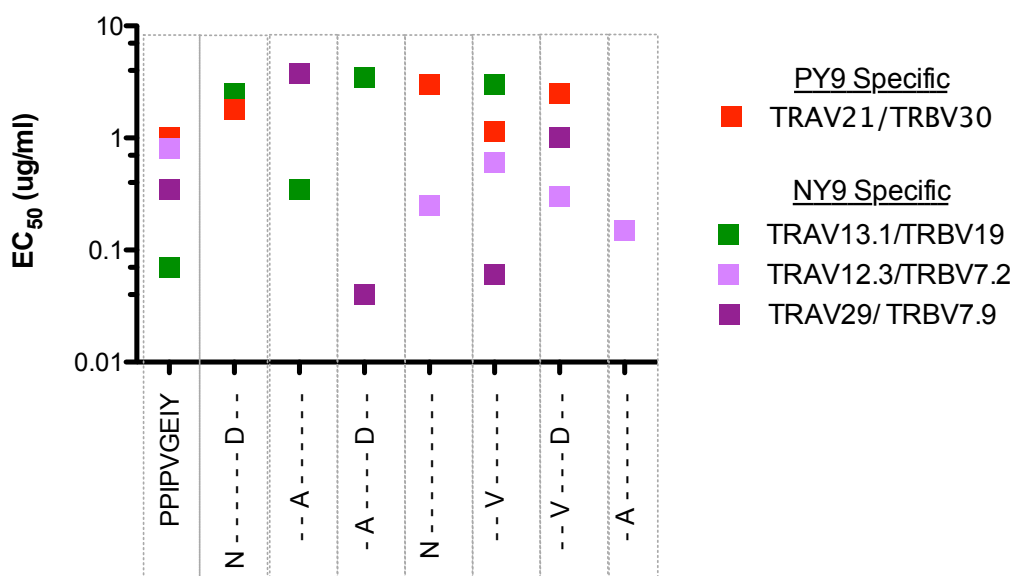 10
1
0.1
0.01
EC50 (ug/ml)
PPIPVGEIY
N --------- D ----
--- A ---------
- A ----- D ----
N -----------
--- V ---------
-- V ---- D ----
-- A ----------
PY9 Specific
TRAV21/TRBV30
NY9 Specific
TRAV13.1/TRBV19
TRAV12.3/TRBV7.2
TRAV29/ TRBV7.9